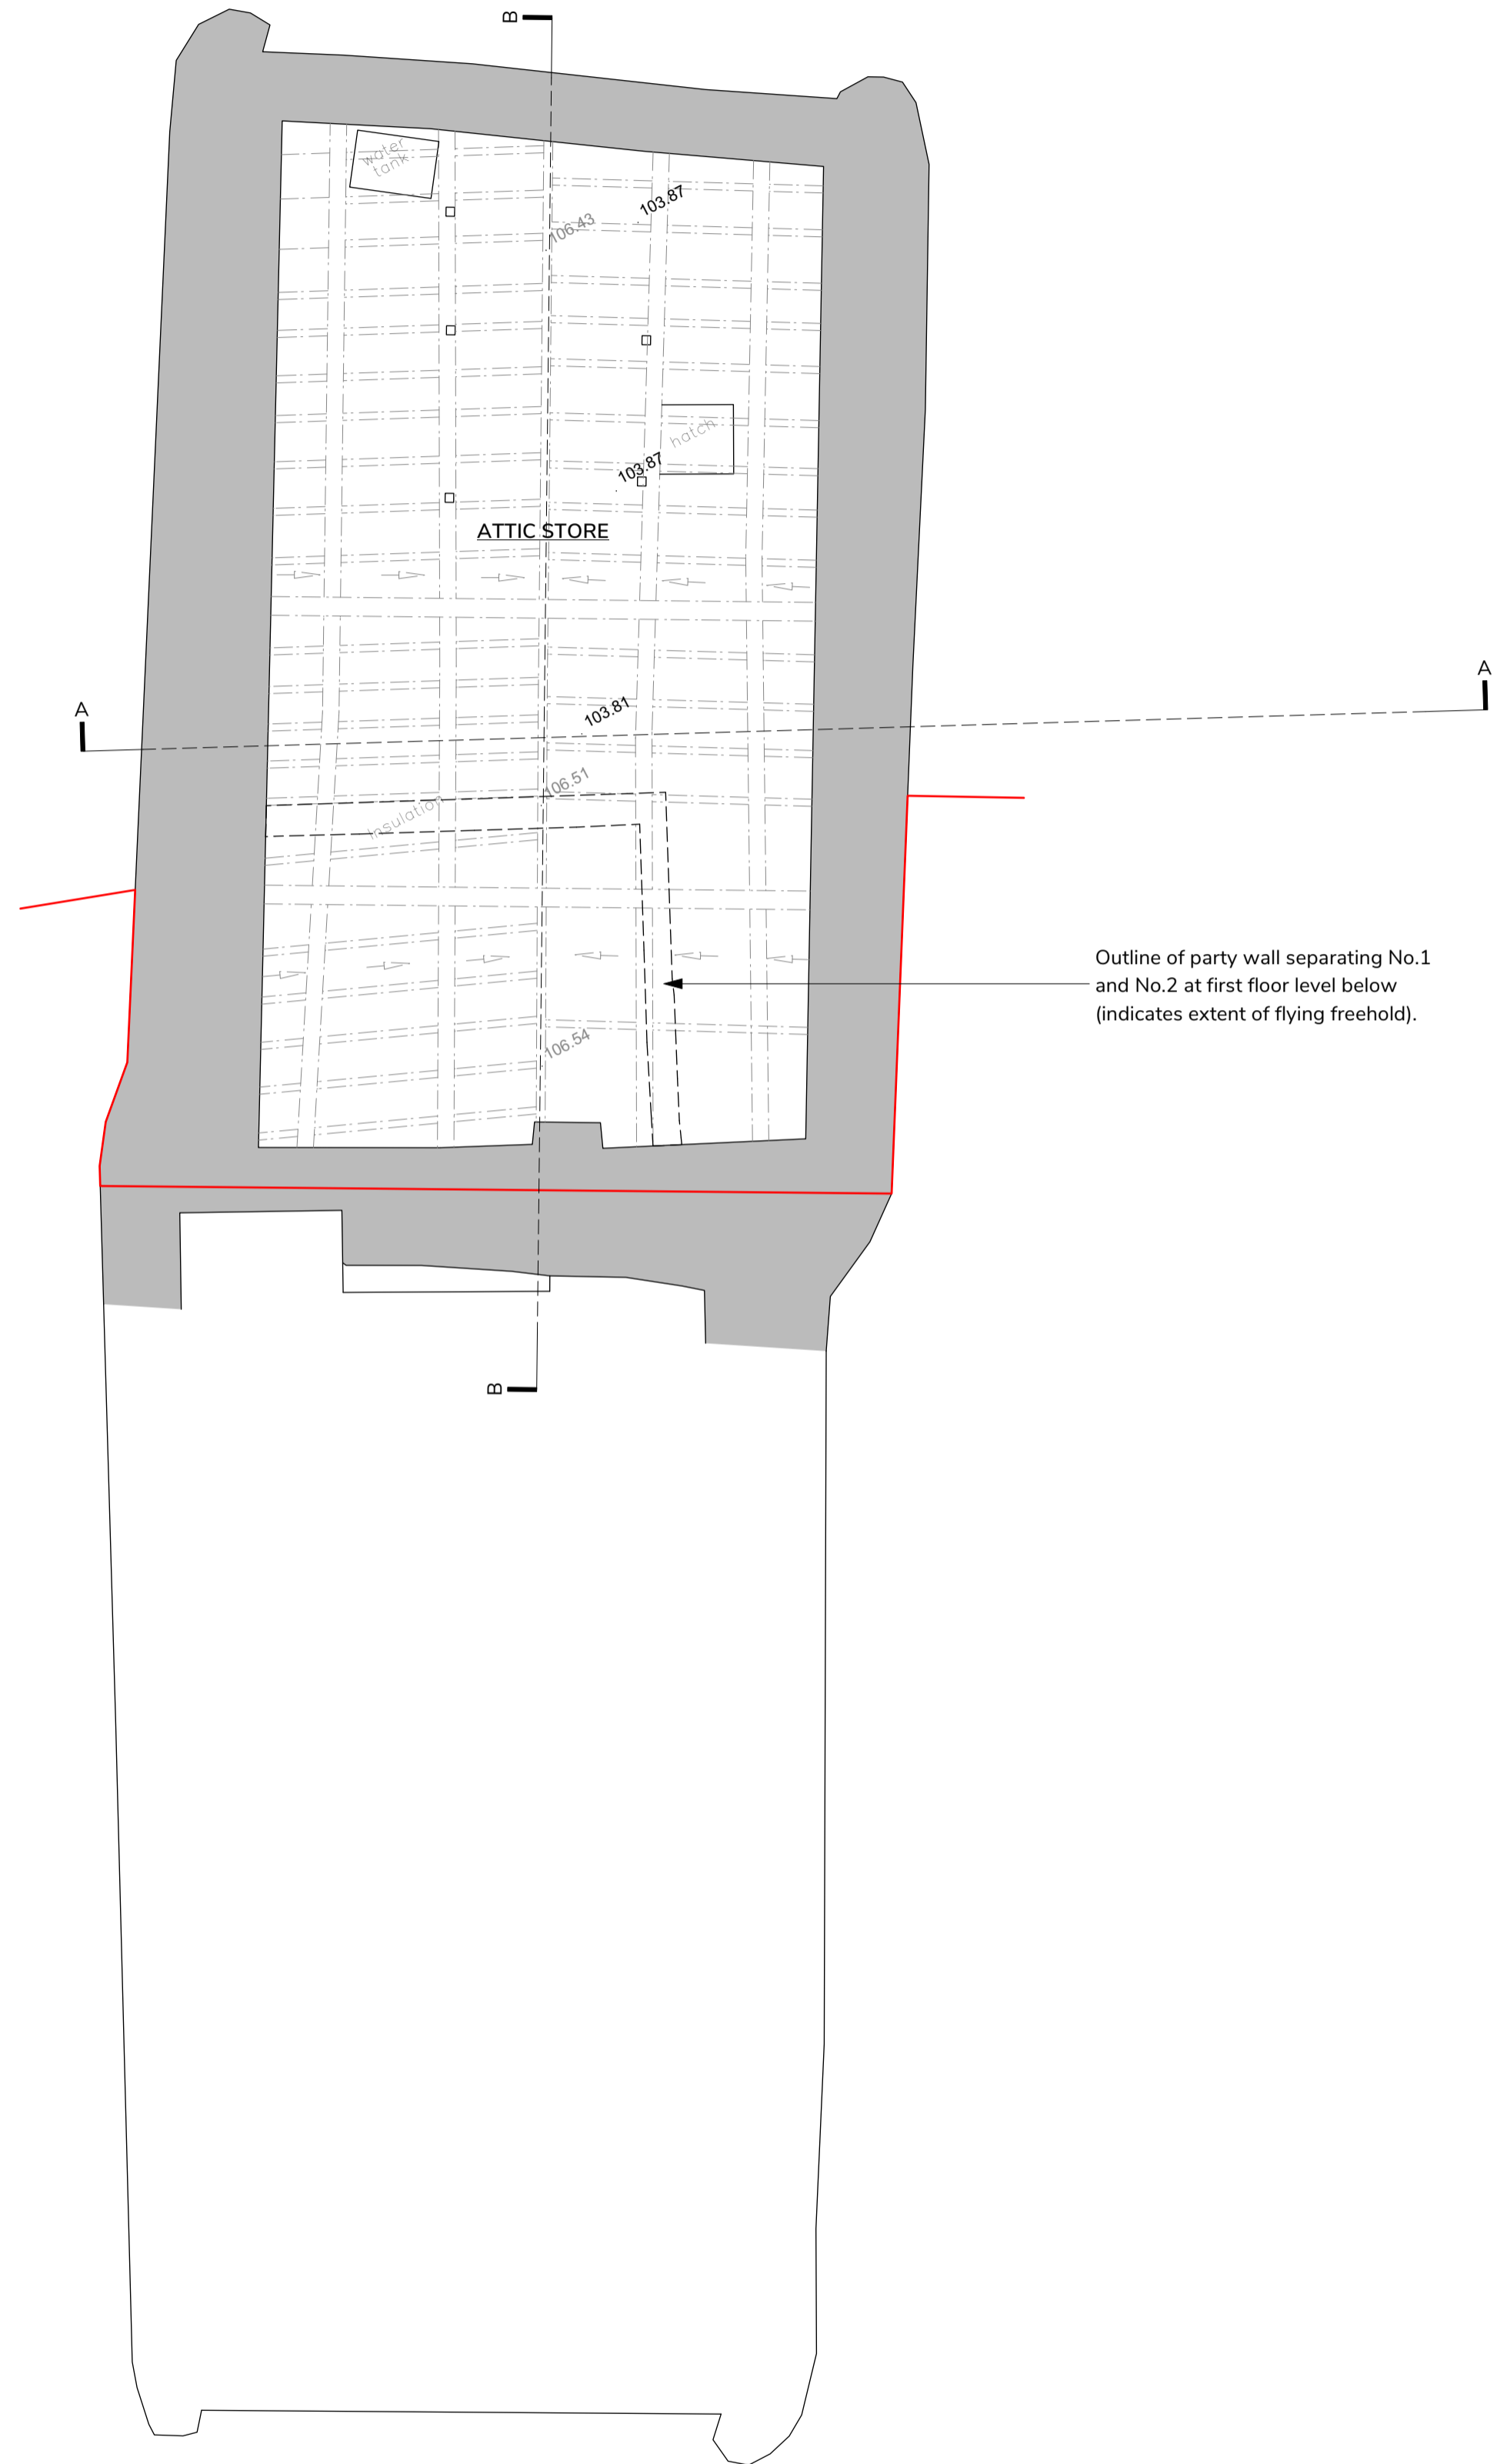 B
water
tank
103.87
106.43
hatch
103.87
ATTIC STORE
A
A
103.81
106.51
Insulation
Outline of party wall separating No.1
and No.2 at first floor level below
(indicates extent of flying freehold).
106.54
B